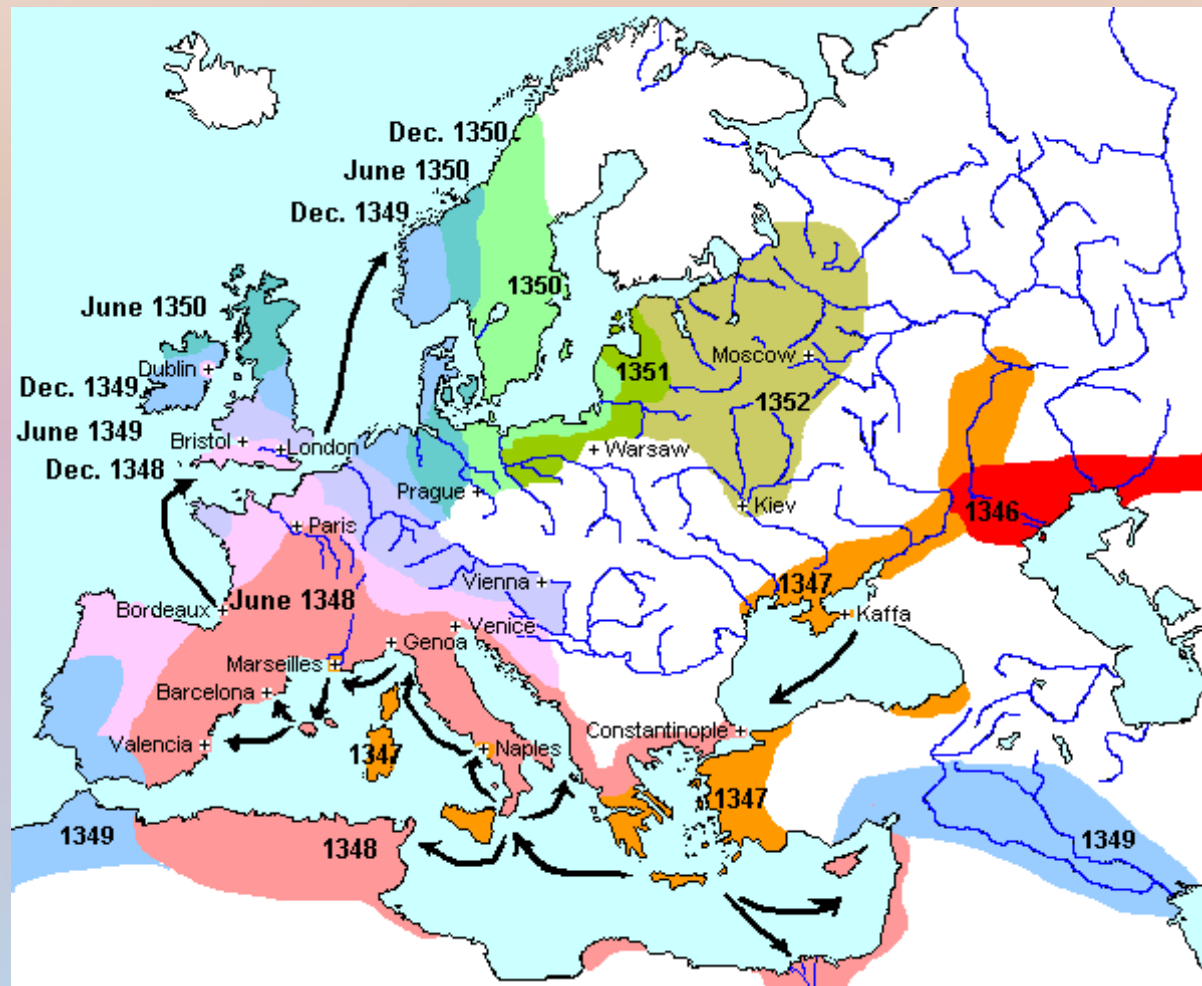 Dec. 1350
June 1350
Dec. 1349
1350
June 1350
Dublin
Dec. 1349
June 1349
Bristol
London
Dec. 1348
Moscow
1351
1352
Warsaw
Prague
Kiev
1346
Paris
Vienna
1347
Bordeaux
June 1348
Kaffa
Venice
Genoa
Marseilles
Barcelona
Valencia
1347
Naples
Constantinople
1347
1349
1348
1349